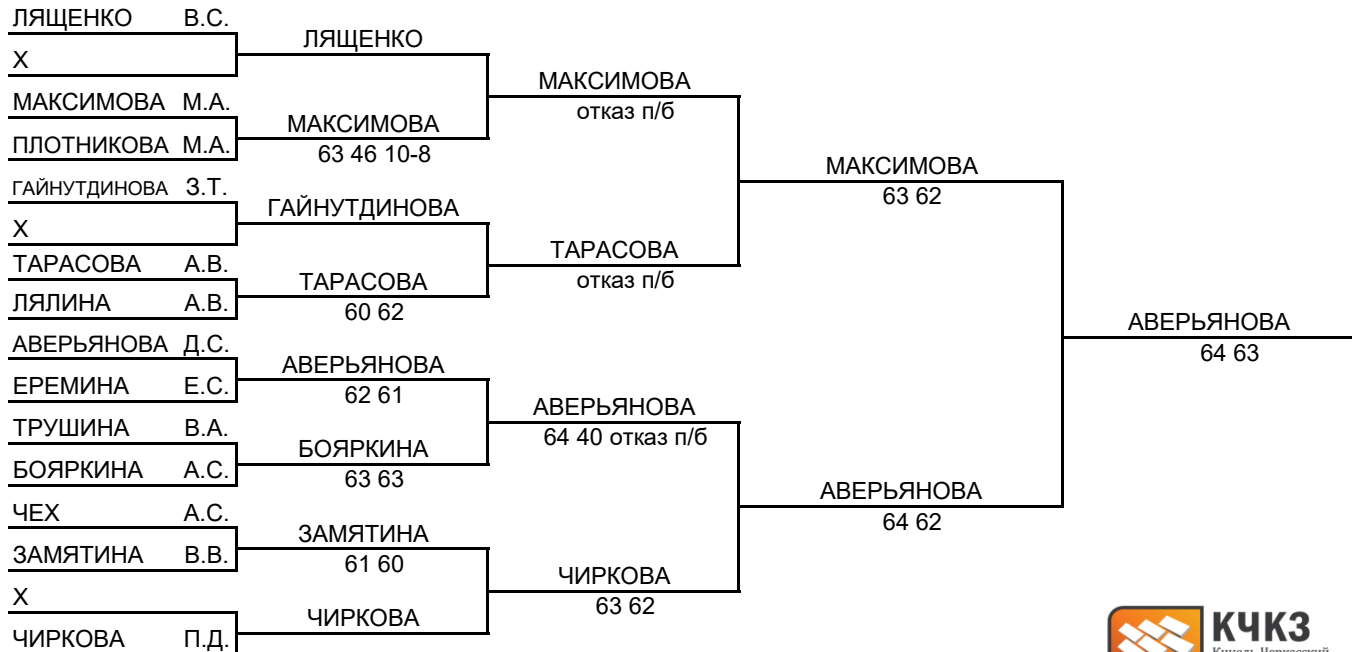 ЛЯЩЕНКО В.С.
X
МАКСИМОВА М.А.
ПЛОТНИКОВА М.А.
ГАЙНУТДИНОВА З.Т.
X
ТАРАСОВА А.В.
ЛЯЛИНА А.В.
АВЕРЬЯНОВА Д.С.
ЕРЕМИНА Е.С.
ТРУШИНА В.А.
БОЯРКИНА А.С.
ЧЕХ А.С.
ЗАМЯТИНА В.В.
X
ЧИРКОВА П.Д.
ЛЯЩЕНКО
МАКСИМОВА
63 46 10-8
ГАЙНУТДИНОВА
ТАРАСОВА
60 62
АВЕРЬЯНОВА
62 61
БОЯРКИНА
63 63
ЗАМЯТИНА
61 60
ЧИРКОВА
МАКСИМОВА
отказ п/б
ТАРАСОВА
отказ п/б
АВЕРЬЯНОВА
64 40 отказ п/б
ЧИРКОВА
63 62
МАКСИМОВА
63 62
АВЕРЬЯНОВА
64 62
АВЕРЬЯНОВА
64 63
КЧКЗ